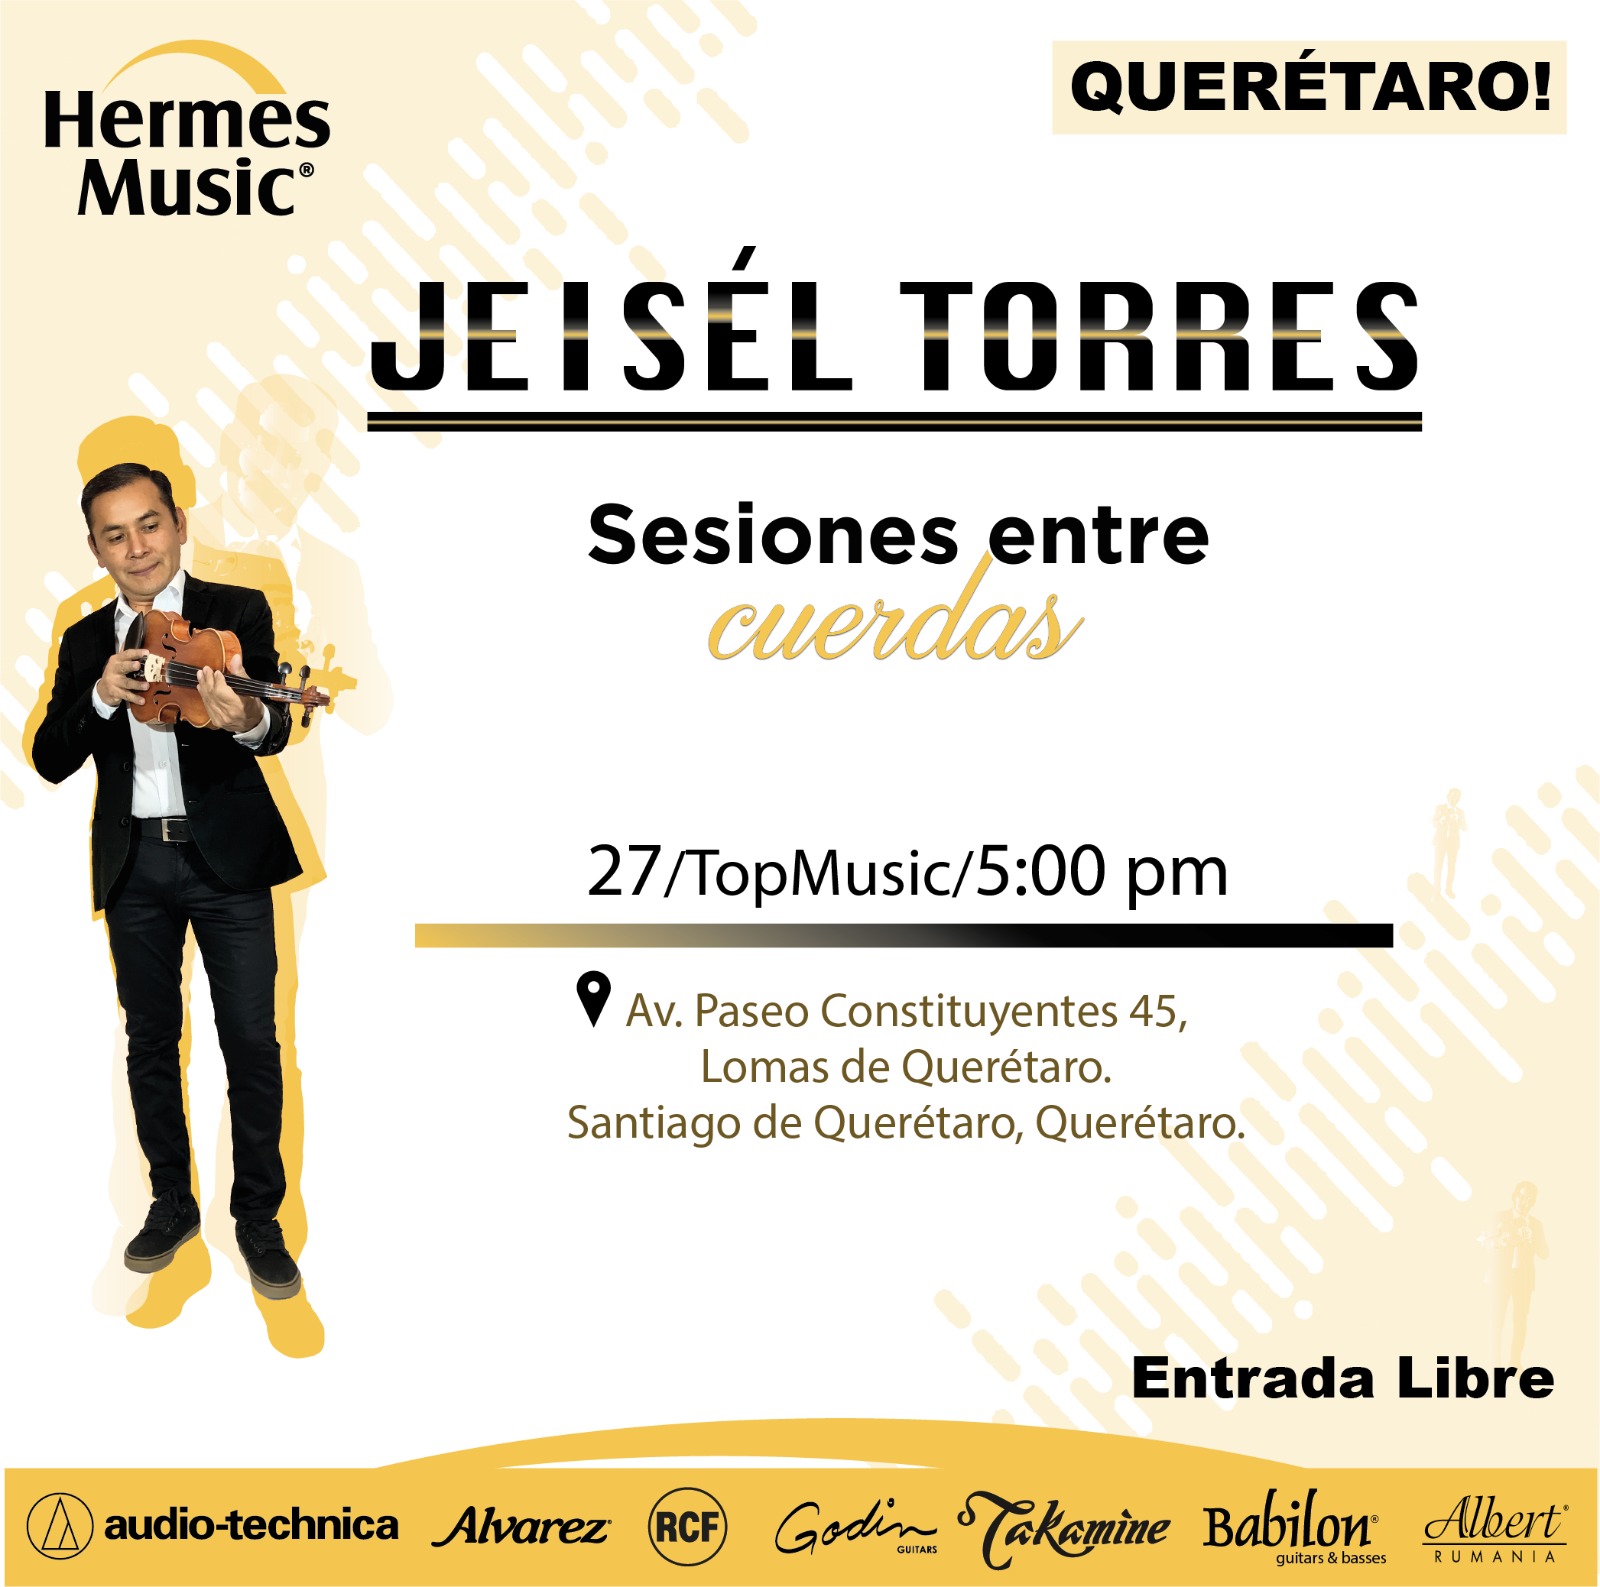 Hermes
Music®
QUERÉTARO!
JEISÉL TORRES
Sesiones entre
cuerdas
27/TopMusic/5:00 pm
Av. Paseo Constituyentes 45,
Lomas de Querétaro.
Santiago de Querétaro, Querétaro.
Entrada Libre
audio-technica
Alvarez
RCF
Godin
GUITARS
Takamine
Babilon®
guitars & basses
Albert®
RUMANIA